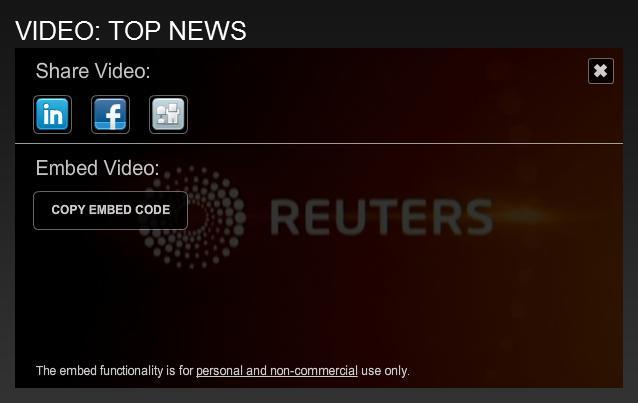 VIDEO: TOP NEWS
Share Video:
in f
Embed Video:
COPY EMBED CODE
REUTERS
The embed functionality is for personal and non-commercial use only.